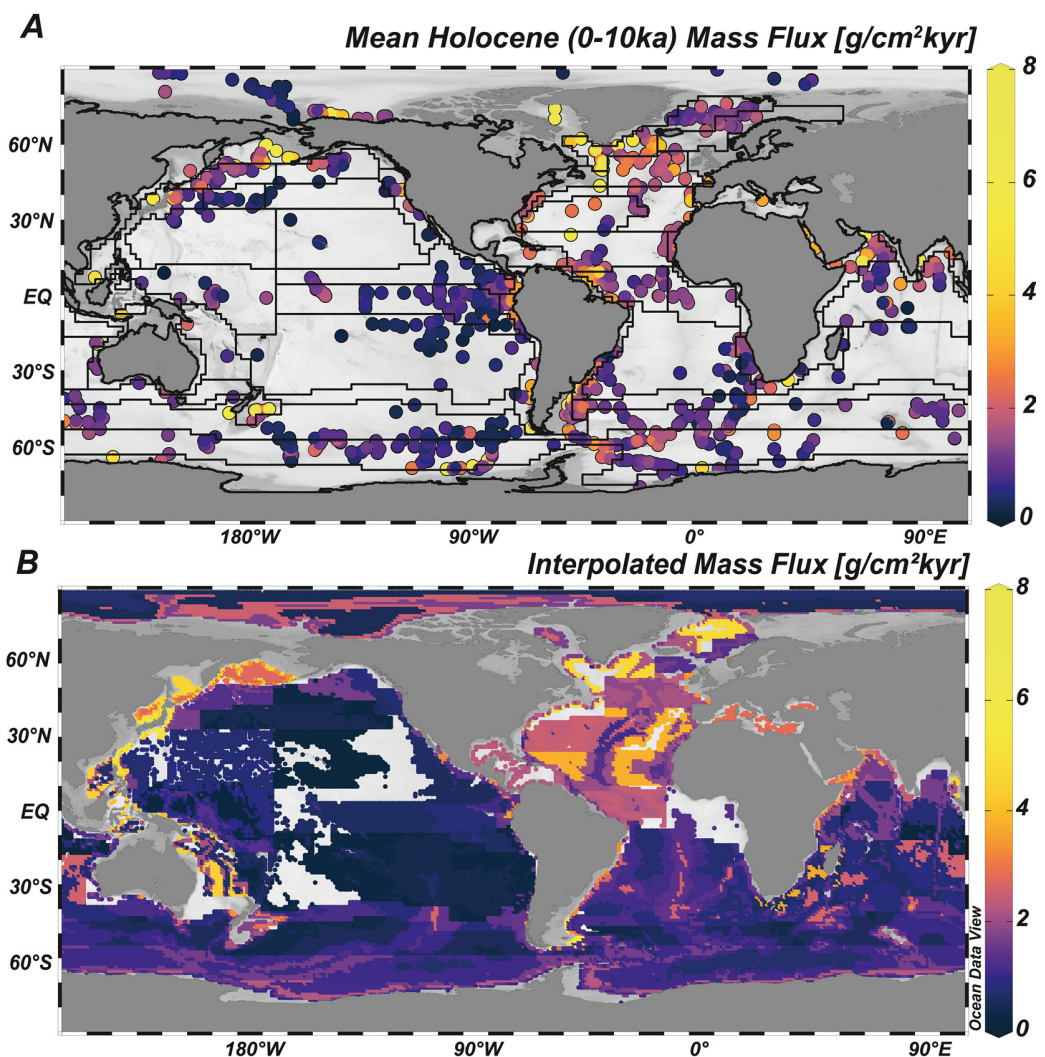 A
Mean Holocene (0-10ka) Mass Flux [g/cm²kyr]
8
60°N
6
30°N
4
EQ
2
30°S
60°S
0
180°W 90°W 0° 90°E
B
Interpolated Mass Flux [g/cm²kyr]
8
60°N
6
30°N
4
EQ
2
30°S
60°S
Ocean Data View
0
180°W 90°W 0° 90°E